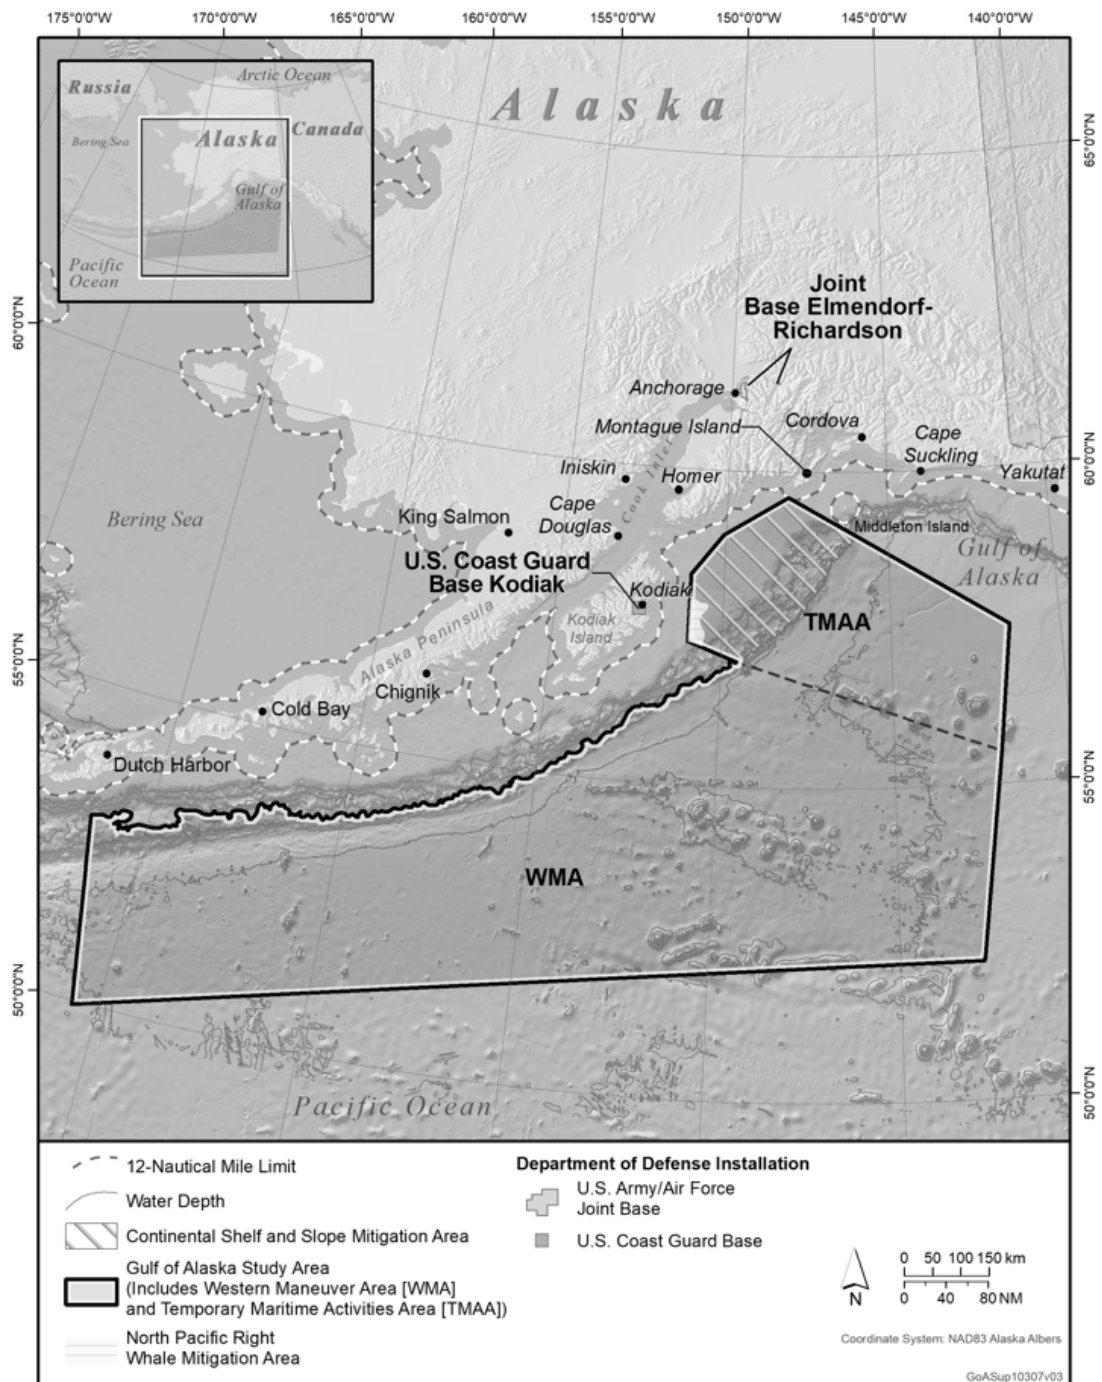 175°0'0"W
170°0'0"W
165°0'0"W
160°0'0"W
155°0'0"W
150°0'0"W
145°0'0"W
140°0'0"W
Russia
Arctic Ocean
Bering Sea
Alaska
Canada
Gulf of
Alaska
Pacific
Ocean
Alaska
65°0'0"N
60°0'0"N
60°0'0"N
55°0'0"N
55°0'0"N
50°0'0"N
50°0'0"N
Joint
Base Elmendorf-
Richardson
Anchorage
Montague Island
Cordova
Cape
Suckling
Yakutat
Iniskin
Cook Inlet
Homer
Bering Sea
King Salmon
Cape
Douglas
Middleton Island
Gulf of
Alaska
U.S. Coast Guard
Base Kodiak
Kodiak
Kodiak
Island
TMAA
Alaska Peninsula
Chignik
Cold Bay
Dutch Harbor
WMA
Pacific Ocean
12-Nautical Mile Limit
Water Depth
Continental Shelf and Slope Mitigation Area
Gulf of Alaska Study Area
(Includes Western Maneuver Area [WMA]
and Temporary Maritime Activities Area [TMAA])
North Pacific Right
Whale Mitigation Area
Department of Defense Installation
U.S. Army/Air Force
Joint Base
U.S. Coast Guard Base
N
0 50 100 150 km
0 40 80 NM
Coordinate System: NAD83 Alaska Albers
GoASup10307v03